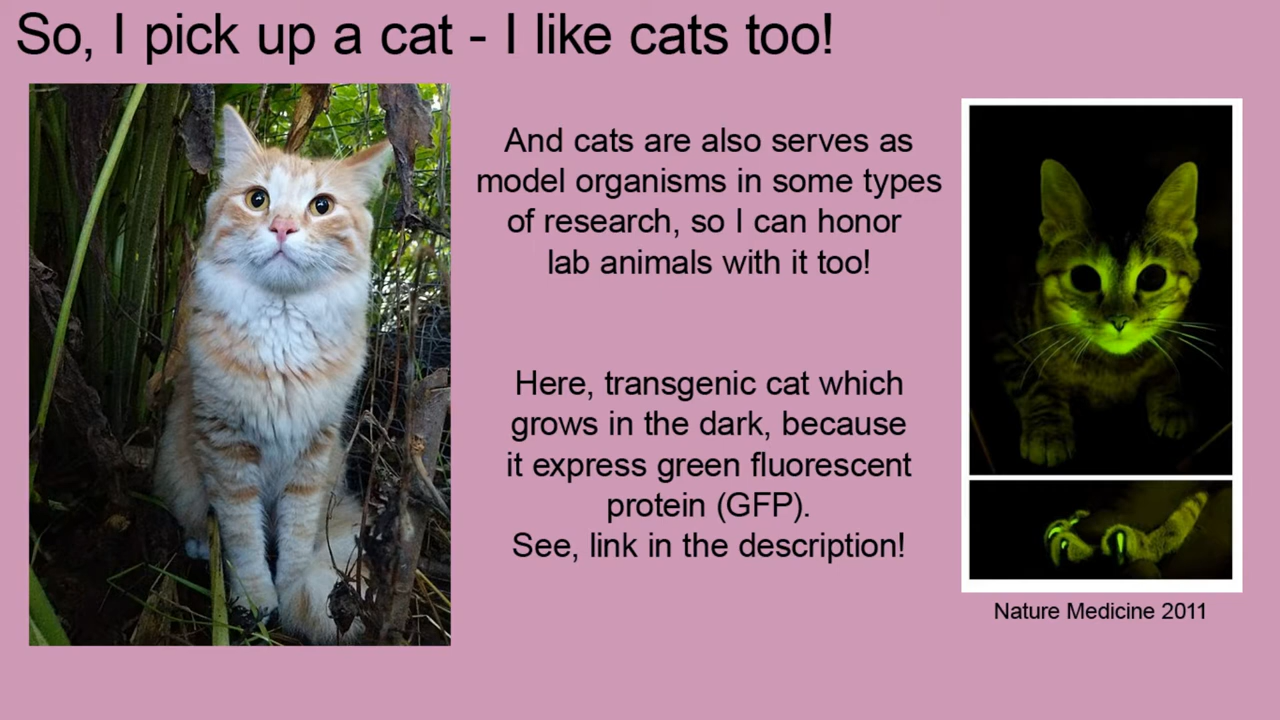 So, I pick up a cat - I like cats too!
And cats are also serves as
model organisms in some types
of research, so I can honor
lab animals with it too!
Here, transgenic cat which
grows in the dark, because
it express green fluorescent
protein (GFP).
See, link in the description!
Nature Medicine 2011